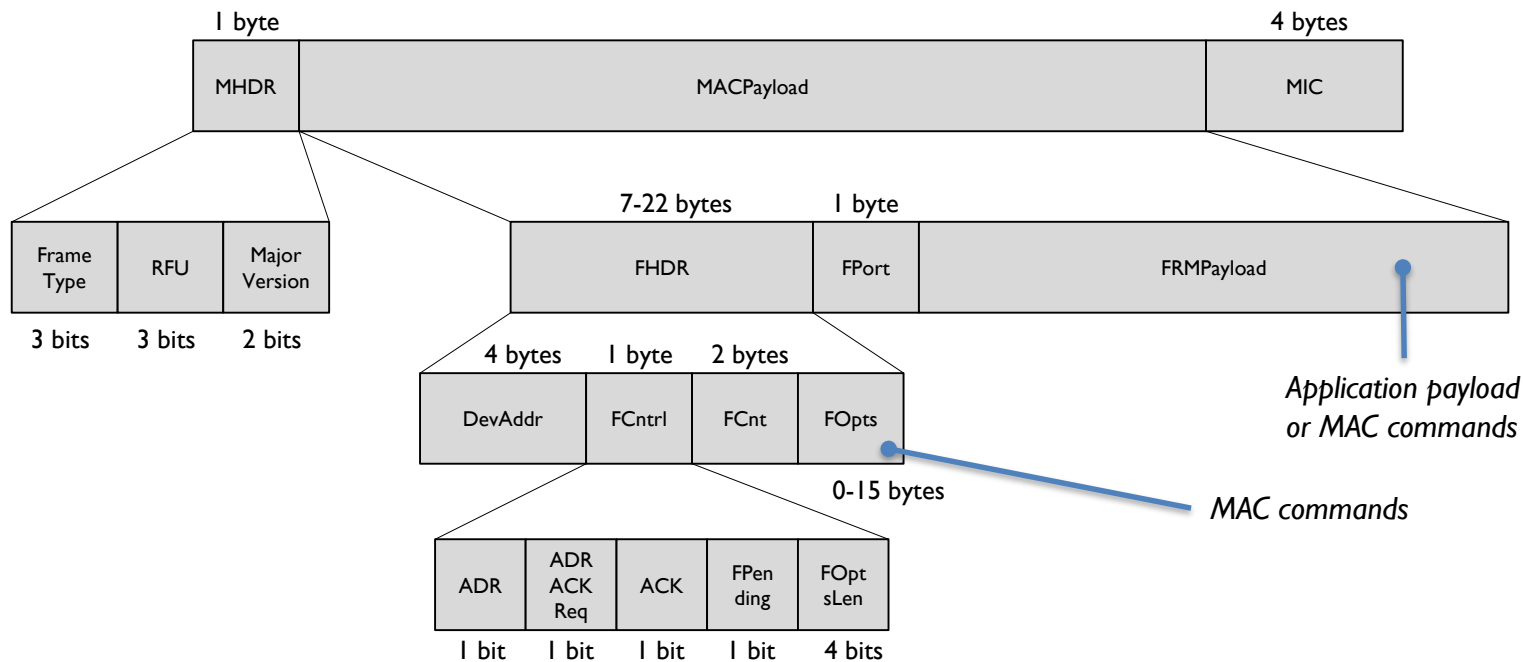 1 byte
4 bytes
MHDR
MACPayload
MIC
7-22 bytes
1 byte
Frame
Type
RFU
Major
Version
FHDR
FPort
FRMPayload
3 bits
3 bits
2 bits
4 bytes
1 byte
2 bytes
Application payload
or MAC commands
DevAddr
FCntrl
FCnt
FOpts
0-15 bytes
MAC commands
ADR
ADR
ACK
Req
ACK
FPen
ding
FOpt
sLen
1 bit
1 bit
1 bit
1 bit
4 bits